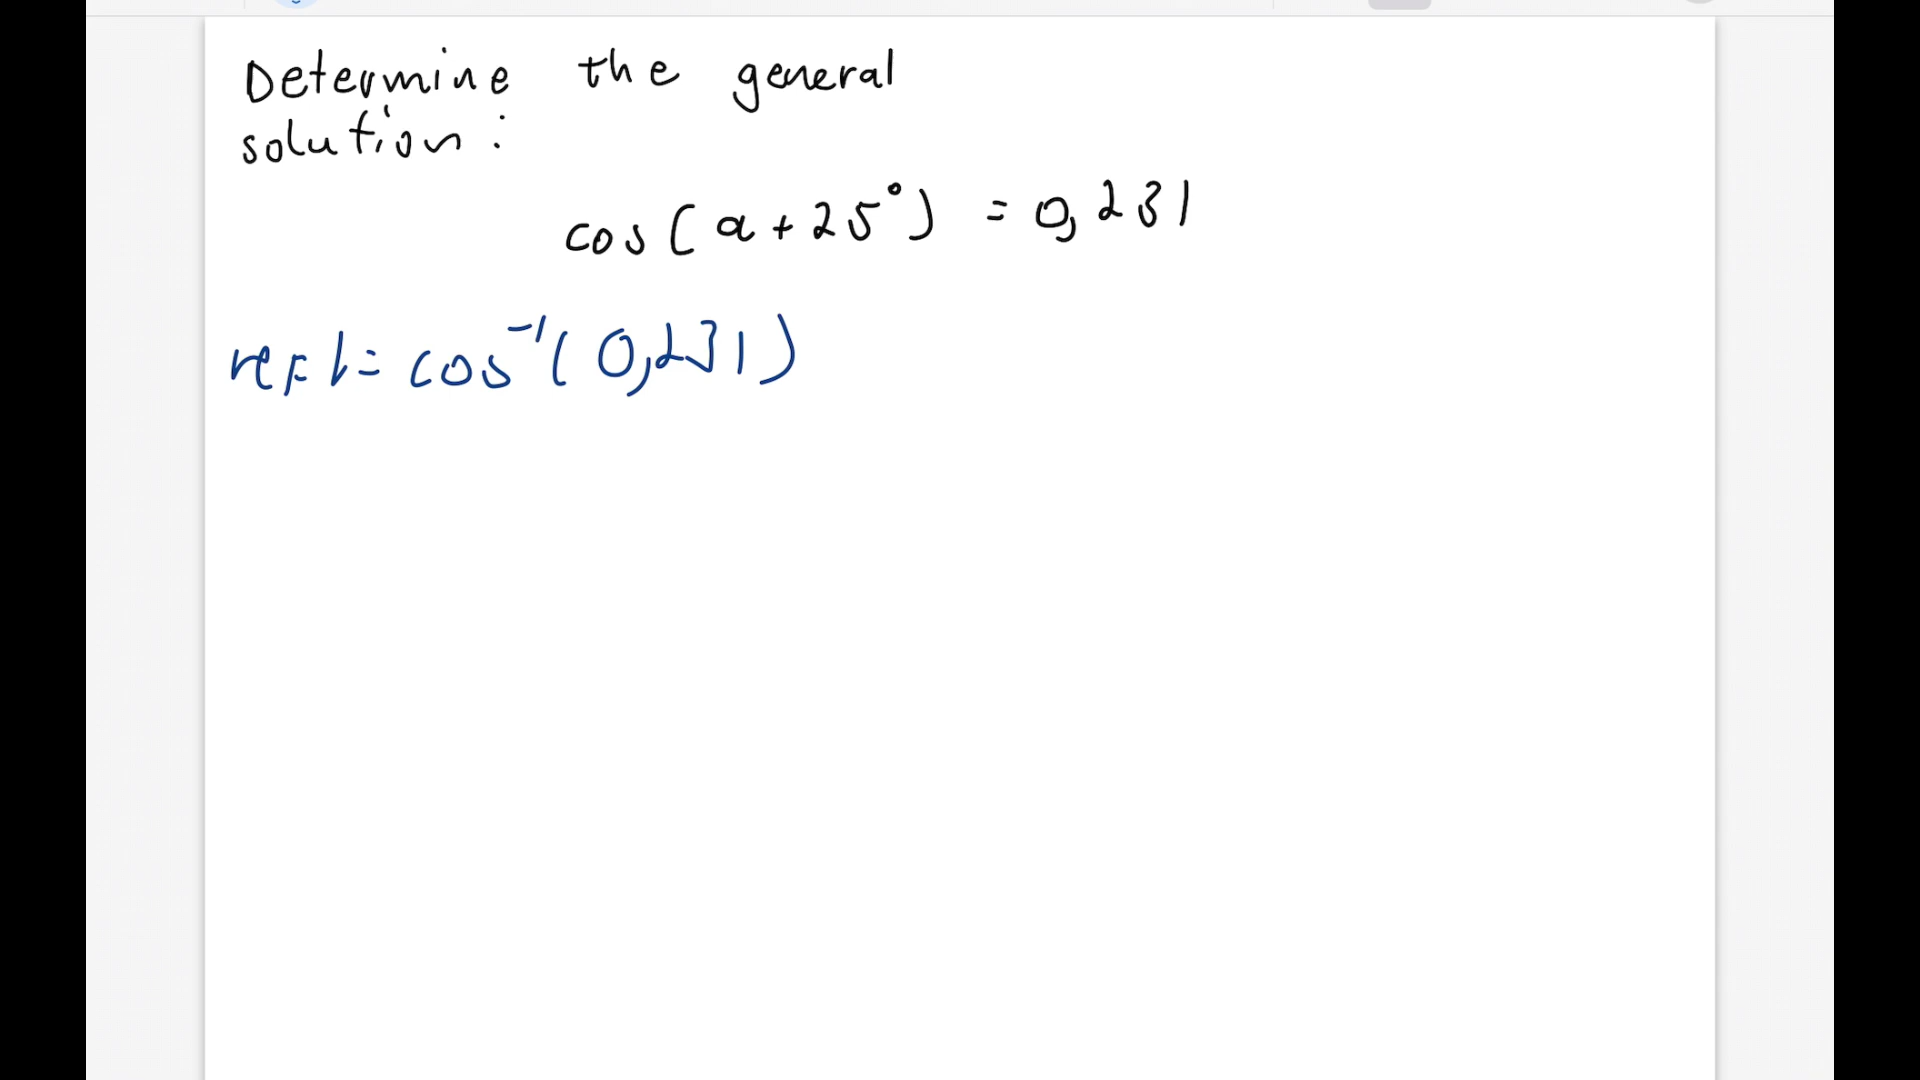 Determine the general
solution:
cos(a+25°) = 0,231
ref L= cos⁻¹(0,231)